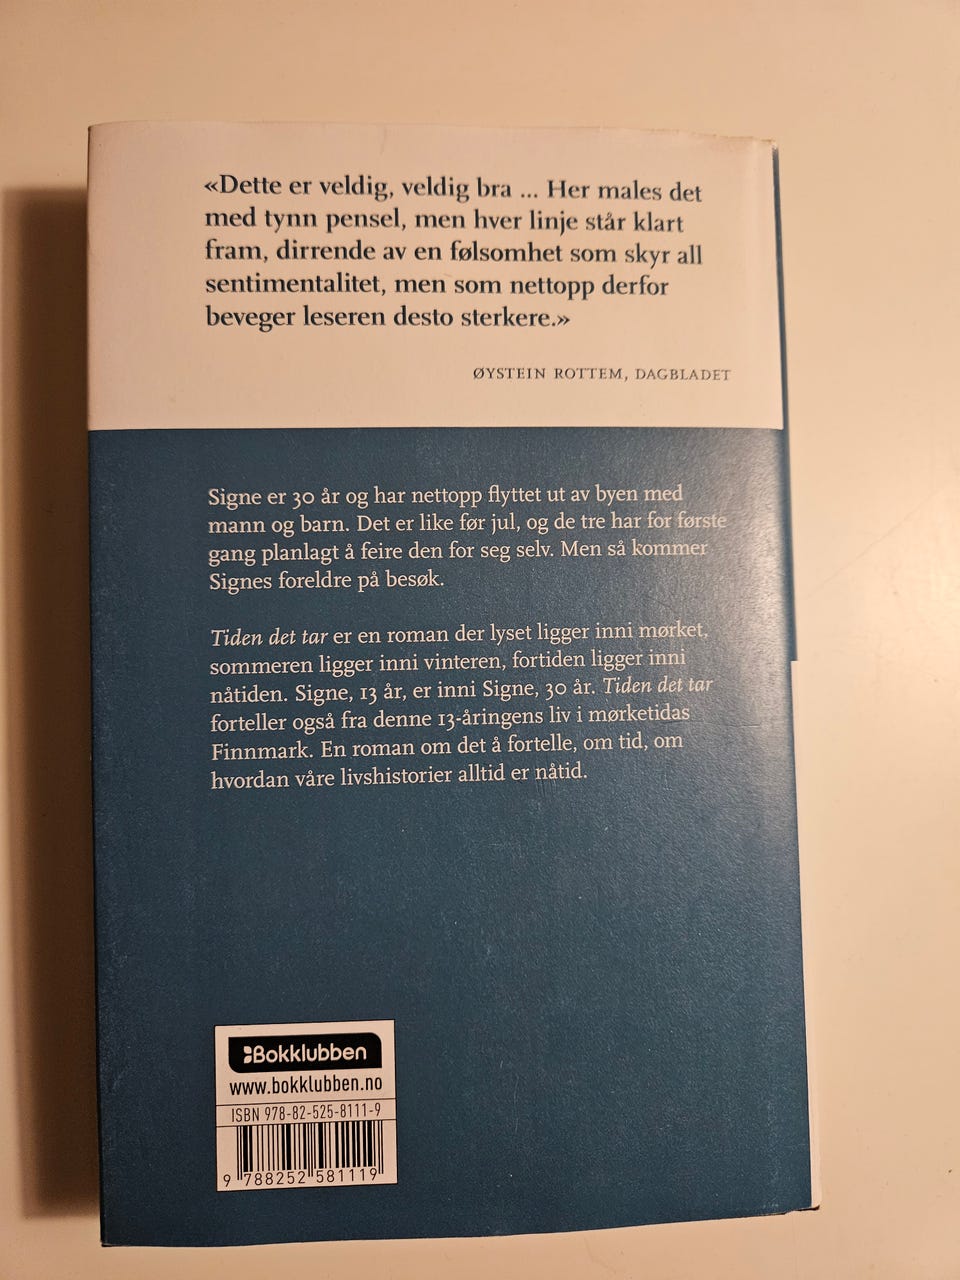 «Dette er veldig, veldig bra ... Her males det
med tynn pensel, men hver linje står klart
fram, dirrende av en følsomhet som skyr all
sentimentalitet, men som nettopp derfor
beveger leseren desto sterkere.»
ØYSTEIN ROTTEM, DAGBLADET
Signe er 30 år og har nettopp flyttet ut av byen med
mann og barn. Det er like før jul, og de tre har for første
gang planlagt å feire den for seg selv. Men så kommer
Signes foreldre på besøk.
Tiden det tar er en roman der lyset ligger inni mørket,
sommeren ligger inni vinteren, fortiden ligger inni
nåtiden. Signe, 13 år, er inni Signe, 30 år. Tiden det tar
forteller også fra denne 13-åringens liv i mørketidas
Finnmark. En roman om det å fortelle, om tid, om
hvordan våre livshistorier alltid er nåtid.
Bokklubben
www.bokklubben.no
ISBN 978-82-525-8111-9
9 788252 581119